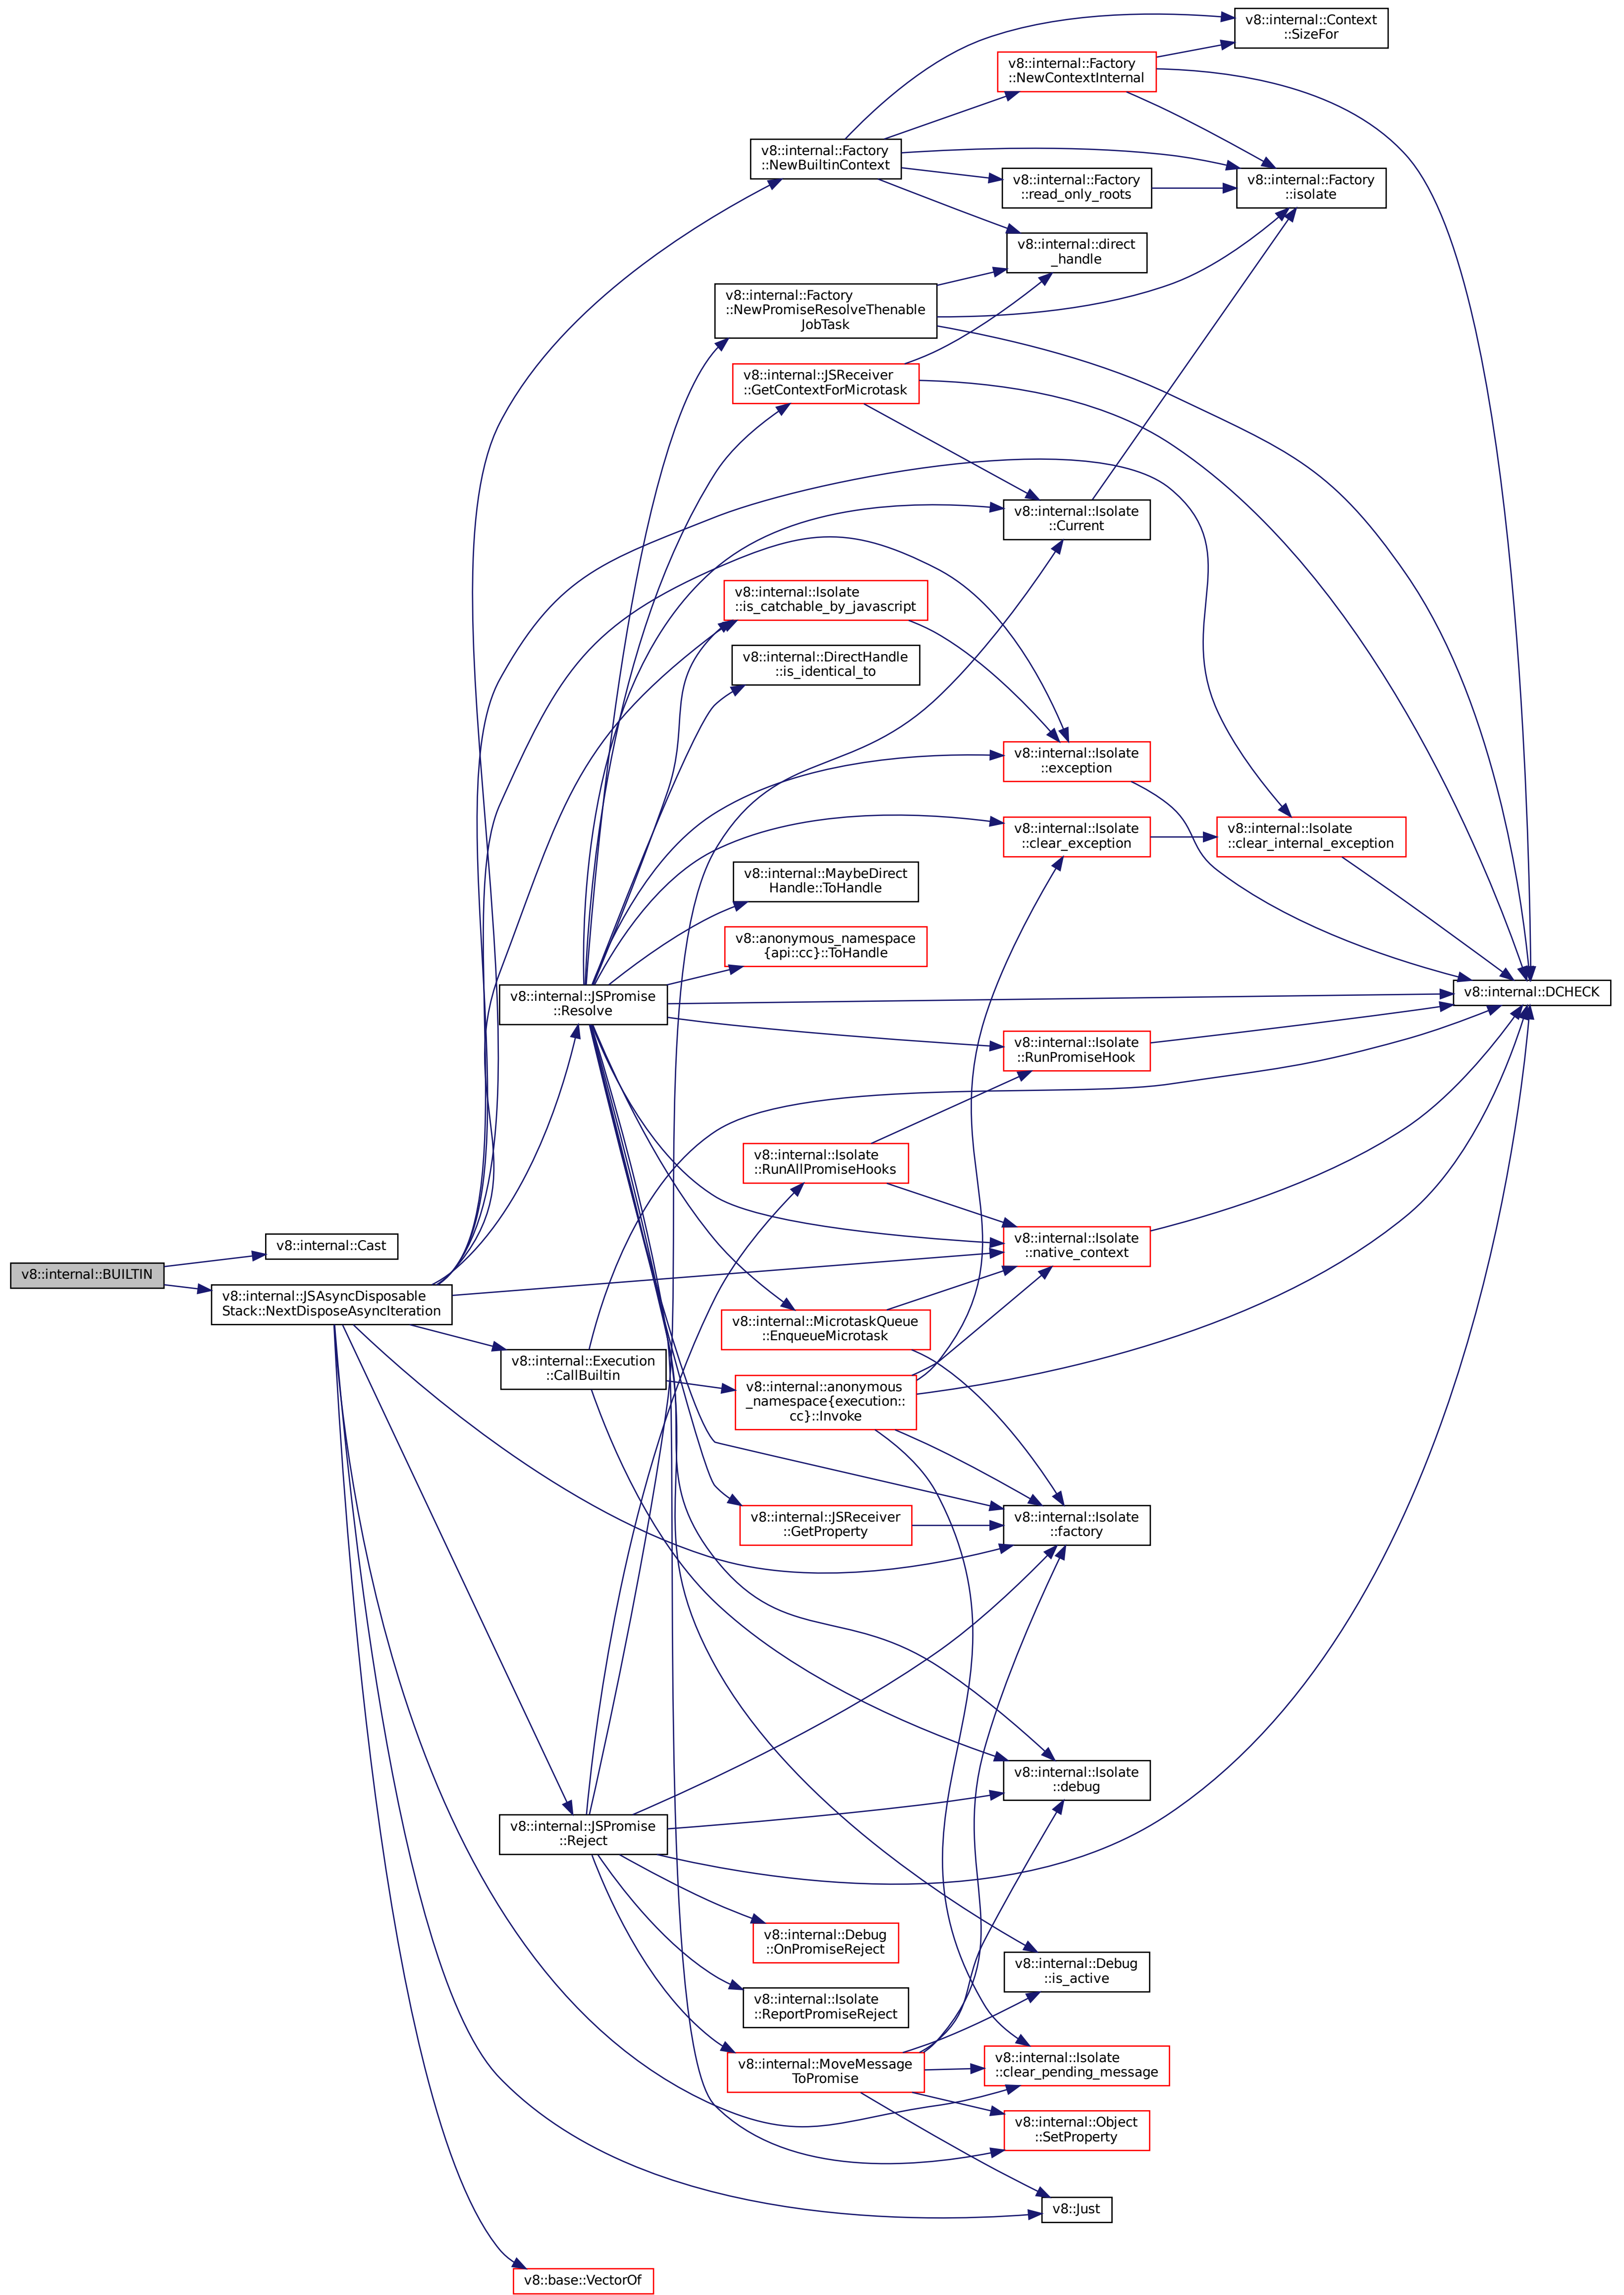 v8::internal::Context
::SizeFor
v8::internal::Factory
::NewContextInternal
v8::internal::Factory
::NewBuiltinContext
v8::internal::Factory
::read_only_roots
v8::internal::Factory
::isolate
v8::internal::direct
_handle
v8::internal::Factory
::NewPromiseResolveThenable
JobTask
v8::internal::JSReceiver
::GetContextForMicrotask
v8::internal::Isolate
::Current
v8::internal::Isolate
::is_catchable_by_javascript
v8::internal::DirectHandle
::is_identical_to
v8::internal::Isolate
::exception
v8::internal::Isolate
::clear_exception
v8::internal::Isolate
::clear_internal_exception
v8::internal::MaybeDirect
Handle::ToHandle
v8::anonymous_namespace
{api::cc}::ToHandle
v8::internal::JSPromise
::Resolve
v8::internal::DCHECK
v8::internal::Isolate
::RunPromiseHook
v8::internal::Isolate
::RunAllPromiseHooks
v8::internal::Isolate
::native_context
v8::internal::Cast
v8::internal::BUILTIN
v8::internal::JSAsyncDisposable
Stack::NextDisposeAsyncIteration
v8::internal::MicrotaskQueue
::EnqueueMicrotask
v8::internal::Execution
::CallBuiltin
v8::internal::anonymous
_namespace{execution::
cc}::Invoke
v8::internal::JSReceiver
::GetProperty
v8::internal::Isolate
::factory
v8::internal::Isolate
::debug
v8::internal::JSPromise
::Reject
v8::internal::Debug
::OnPromiseReject
v8::internal::Debug
::is_active
v8::internal::Isolate
::ReportPromiseReject
v8::internal::MoveMessage
ToPromise
v8::internal::Isolate
::clear_pending_message
v8::internal::Object
::SetProperty
v8::Just
v8::base::VectorOf